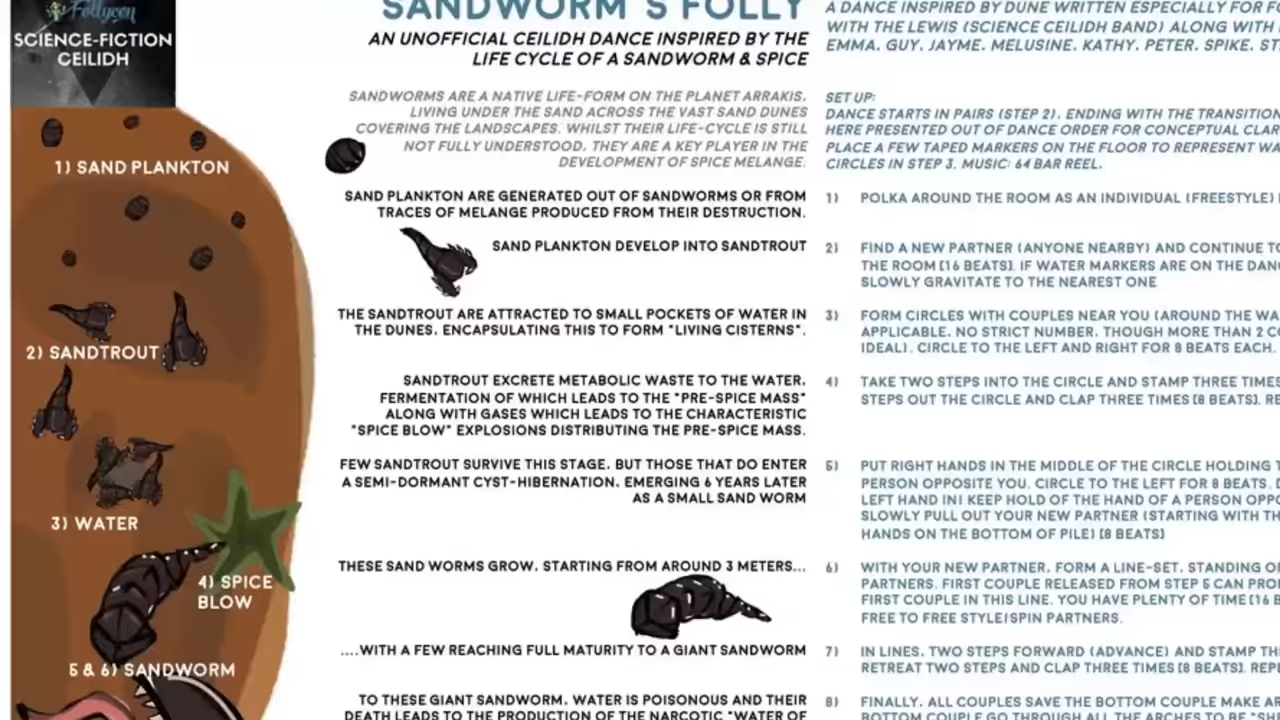 Follycon
SCIENCE-FICTION
CEILIDH
1) SAND PLANKTON
2) SANDTROUT
3) WATER
4) SPICE
BLOW
5 & 6) SANDWORM
SANDWORM'S FOLLY
AN UNOFFICIAL CEILIDH DANCE INSPIRED BY THE
LIFE CYCLE OF A SANDWORM & SPICE
SANDWORMS ARE A NATIVE LIFE-FORM ON THE PLANET ARRAKIS,
LIVING UNDER THE SAND ACROSS THE VAST SAND DUNES
COVERING THE LANDSCAPES. WHILST THEIR LIFE-CYCLE IS STILL
NOT FULLY UNDERSTOOD, THEY ARE A KEY PLAYER IN THE
DEVELOPMENT OF SPICE MELANGE.
SAND PLANKTON ARE GENERATED OUT OF SANDWORMS OR FROM
TRACES OF MELANGE PRODUCED FROM THEIR DESTRUCTION.
SAND PLANKTON DEVELOP INTO SANDTROUT
THE SANDTROUT ARE ATTRACTED TO SMALL POCKETS OF WATER IN
THE DUNES, ENCAPSULATING THIS TO FORM "LIVING CISTERNS".
SANDTROUT EXCRETE METABOLIC WASTE TO THE WATER,
FERMENTATION OF WHICH LEADS TO THE "PRE-SPICE MASS"
ALONG WITH GASES WHICH LEADS TO THE CHARACTERISTIC
"SPICE BLOW" EXPLOSIONS DISTRIBUTING THE PRE-SPICE MASS.
FEW SANDTROUT SURVIVE THIS STAGE, BUT THOSE THAT DO ENTER
A SEMI-DORMANT CYST-HIBERNATION, EMERGING 6 YEARS LATER
AS A SMALL SAND WORM
THESE SAND WORMS GROW, STARTING FROM AROUND 3 METERS...
....WITH A FEW REACHING FULL MATURITY TO A GIANT SANDWORM
TO THESE GIANT SANDWORM, WATER IS POISONOUS AND THEIR
DEATH LEADS TO THE PRODUCTION OF THE NARCOTIC "WATER OF
A DANCE INSPIRED BY DUNE WRITTEN ESPECIALLY FOR
WITH THE LEWIS (SCIENCE CEILIDH BAND) ALONG WITH
EMMA, GUY, JAYME, MELUSINE, KATHY, PETER, SPIKE,
SET UP:
DANCE STARTS IN PAIRS (STEP 2), ENDING WITH THE TRANSITION
HERE PRESENTED OUT OF DANCE ORDER FOR CONCEPTUAL
PLACE A FEW TAPED MARKERS ON THE FLOOR TO REPRESENT
CIRCLES IN STEP 3. MUSIC: 64 BAR REEL.
1) POLKA AROUND THE ROOM AS AN INDIVIDUAL (FREESTYLE)
2) FIND A NEW PARTNER (ANYONE NEARBY) AND CONTINUE
THE ROOM [16 BEATS]. IF WATER MARKERS ARE ON THE
SLOWLY GRAVITATE TO THE NEAREST ONE
3) FORM CIRCLES WITH COUPLES NEAR YOU (AROUND THE
APPLICABLE, NO STRICT NUMBER, THOUGH MORE THAN 2
IDEAL). CIRCLE TO THE LEFT AND RIGHT FOR 8 BEATS EACH.
4) TAKE TWO STEPS INTO THE CIRCLE AND STAMP THREE TIMES
STEPS OUT THE CIRCLE AND CLAP THREE TIMES [8 BEATS].
5) PUT RIGHT HANDS IN THE MIDDLE OF THE CIRCLE HOLDING
PERSON OPPOSITE YOU. CIRCLE TO THE LEFT FOR 8 BEATS.
LEFT HAND IN! KEEP HOLD OF THE HAND OF A PERSON
SLOWLY PULL OUT YOUR NEW PARTNER (STARTING WITH
HANDS ON THE BOTTOM OF PILE) [8 BEATS]
6) WITH YOUR NEW PARTNER, FORM A LINE-SET, STANDING
PARTNERS. FIRST COUPLE RELEASED FROM STEP 5 CAN
FIRST COUPLE IN THIS LINE. YOU HAVE PLENTY OF TIME [16
FREE TO FREE STYLE/SPIN PARTNERS.
7) IN LINES, TWO STEPS FORWARD (ADVANCE) AND STAMP
RETREAT TWO STEPS AND CLAP THREE TIMES [8 BEATS].
8) FINALLY, ALL COUPLES SAVE THE BOTTOM COUPLE MAKE
BOTTOM COUPLE GO THROUGH ALL THE